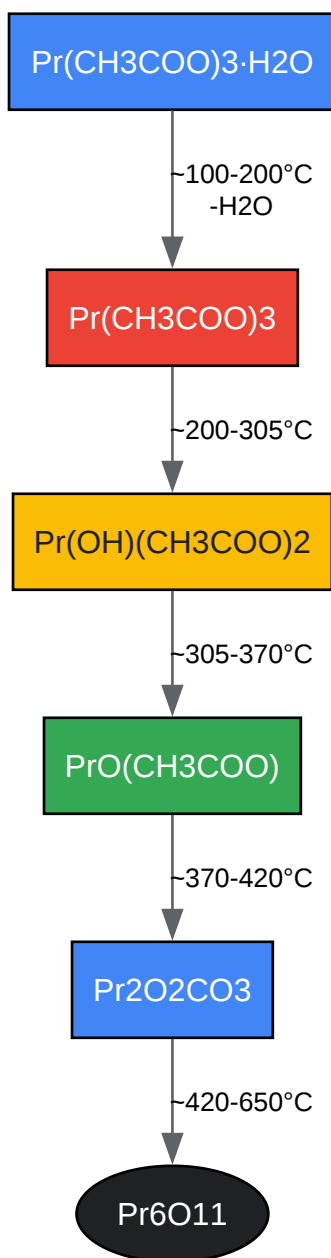 Pr(CH3COO)3·H2O
~100-200°C
-H2O
Pr(CH3COO)3
~200-305°C
Pr(OH)(CH3COO)2
~305-370°C
PrO(CH3COO)
~370-420°C
Pr2O2CO3
~420-650°C
Pr6O11